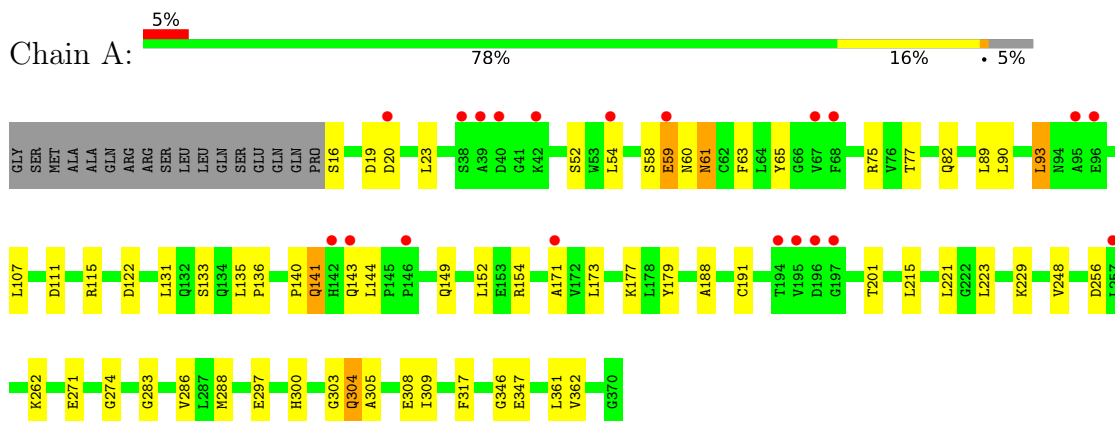 5%
Chain A:
78% 16% • 5%
GLY SER MET ALA ALA GLN ARG ARG SER LEU LEU GLN SER GLU GLN GLN PRO S16 D19 D20 L23 S38 A39 D40 G41 K42 S52 W53 L54 S58 E59 N60 N61 C62 F63 L64 Y65 G66 V67 F68 R75 V76 T77 Q82 L89 L90 L93 N94 A95 E96
L107 D111 R115 D122 L131 Q132 S133 Q134 L135 P136 P140 Q141 H142 Q143 L144 P145 P146 Q149 L152 E153 R154 A171 V172 L173 K177 L178 Y179 A188 C191 T194 V195 D196 G197 T201 L215 L221 G222 L223 K229 V248 D256 L257
K262 E271 G274 G283 V286 L287 M288 E297 H300 G303 Q304 A305 E308 I309 F317 G346 E347 L361 V362 G370